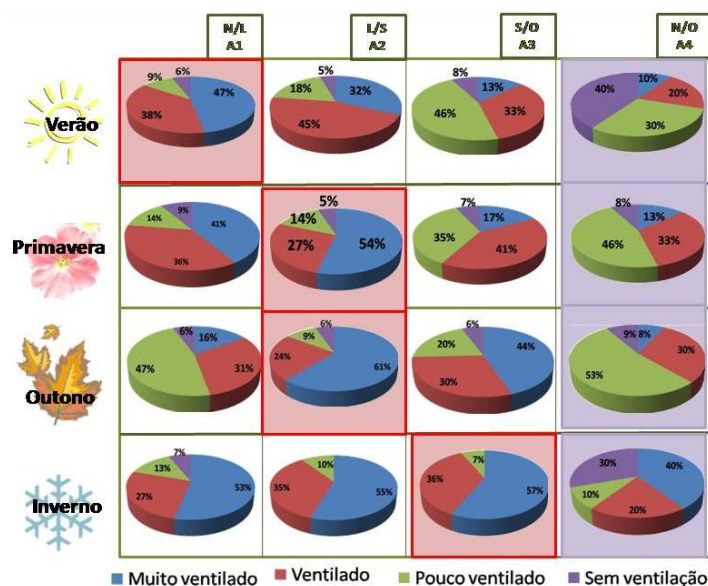 N/L L/S S/O N/O
A1 A2 A3 A4
Verão
9% 6% 47% 38%
18% 5% 32% 45%
8% 13% 46% 33%
40% 10% 20% 30%
Primavera
14% 9% 41% 36%
5% 14% 27% 54%
7% 17% 35% 41%
8% 13% 46% 33%
Outono
6% 16% 47% 31%
6% 9% 24% 61%
6% 20% 44% 30%
9% 8% 30% 53%
Inverno
7% 13% 27% 53%
10% 35% 55%
7% 36% 57%
30% 40% 10% 20%
Muito ventilado Ventilado Pouco ventilado Sem ventilação